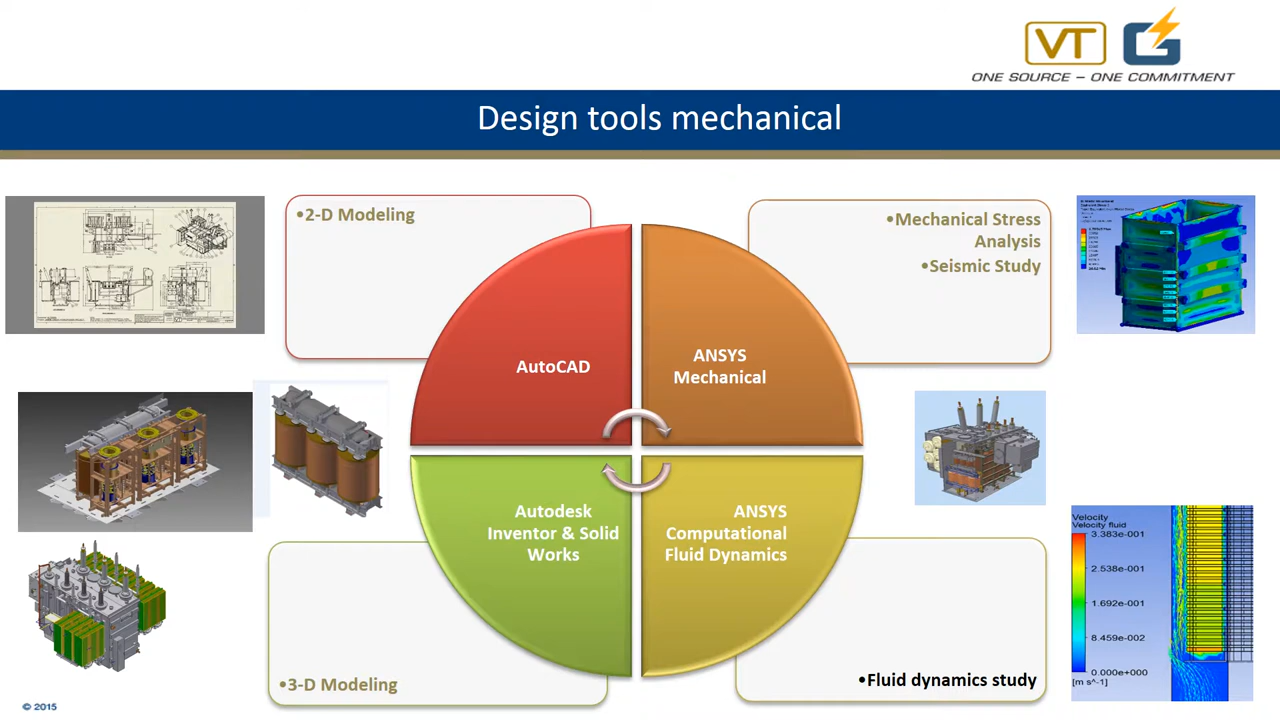 VT G
ONE SOURCE – ONE COMMITMENT
Design tools mechanical
•2-D Modeling
•Mechanical Stress
Analysis
•Seismic Study
AutoCAD
ANSYS
Mechanical
Autodesk
Inventor & Solid
Works
ANSYS
Computational
Fluid Dynamics
•3-D Modeling
•Fluid dynamics study
VT
Velocity
Velocity fluid
3.383e-001
2.538e-001
1.692e-001
8.459e-002
0.000e+000
[m s^-1]
© 2015